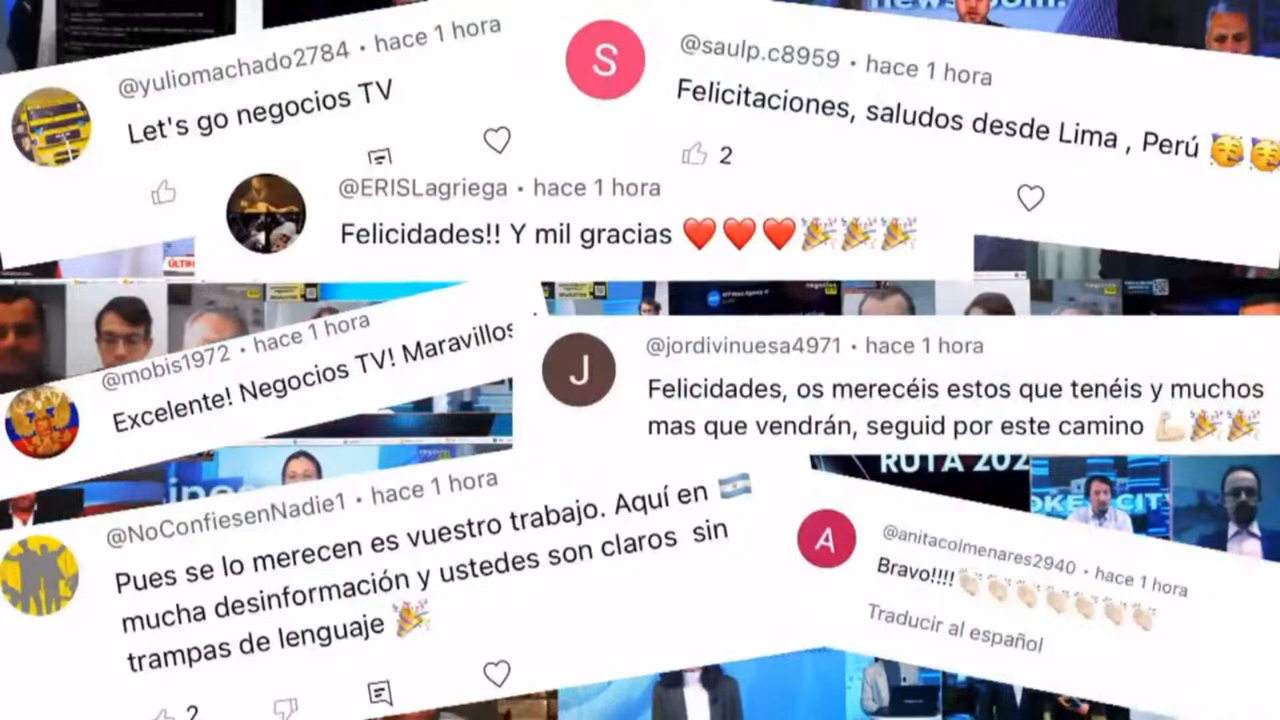 @yuliomachado2784 • hace 1 hora
Let's go negocios TV
@saulp.c8959 • hace 1 hora
Felicitaciones, saludos desde Lima , Perú 🥳🥳
2
@ERISLagriega • hace 1 hora
Felicidades!! Y mil gracias ❤️❤️❤️🎉🎉🎉
@mobis1972 • hace 1 hora
Excelente! Negocios TV! Maravillos
@jordivinuesa4971 • hace 1 hora
Felicidades, os merecéis estos que tenéis y muchos
mas que vendrán, seguid por este camino 💪🏻🎉🎉
RUTA 202
@NoConfiesenNadie1 • hace 1 hora
Pues se lo merecen es vuestro trabajo. Aquí en 🇦🇷
mucha desinformación y ustedes son claros sin
trampas de lenguaje 🎉
2
@anitacolmenares2940 • hace 1 hora
Bravo!!!! 👏🏻👏🏻👏🏻👏🏻👏🏻👏🏻👏🏻
Traducir al español